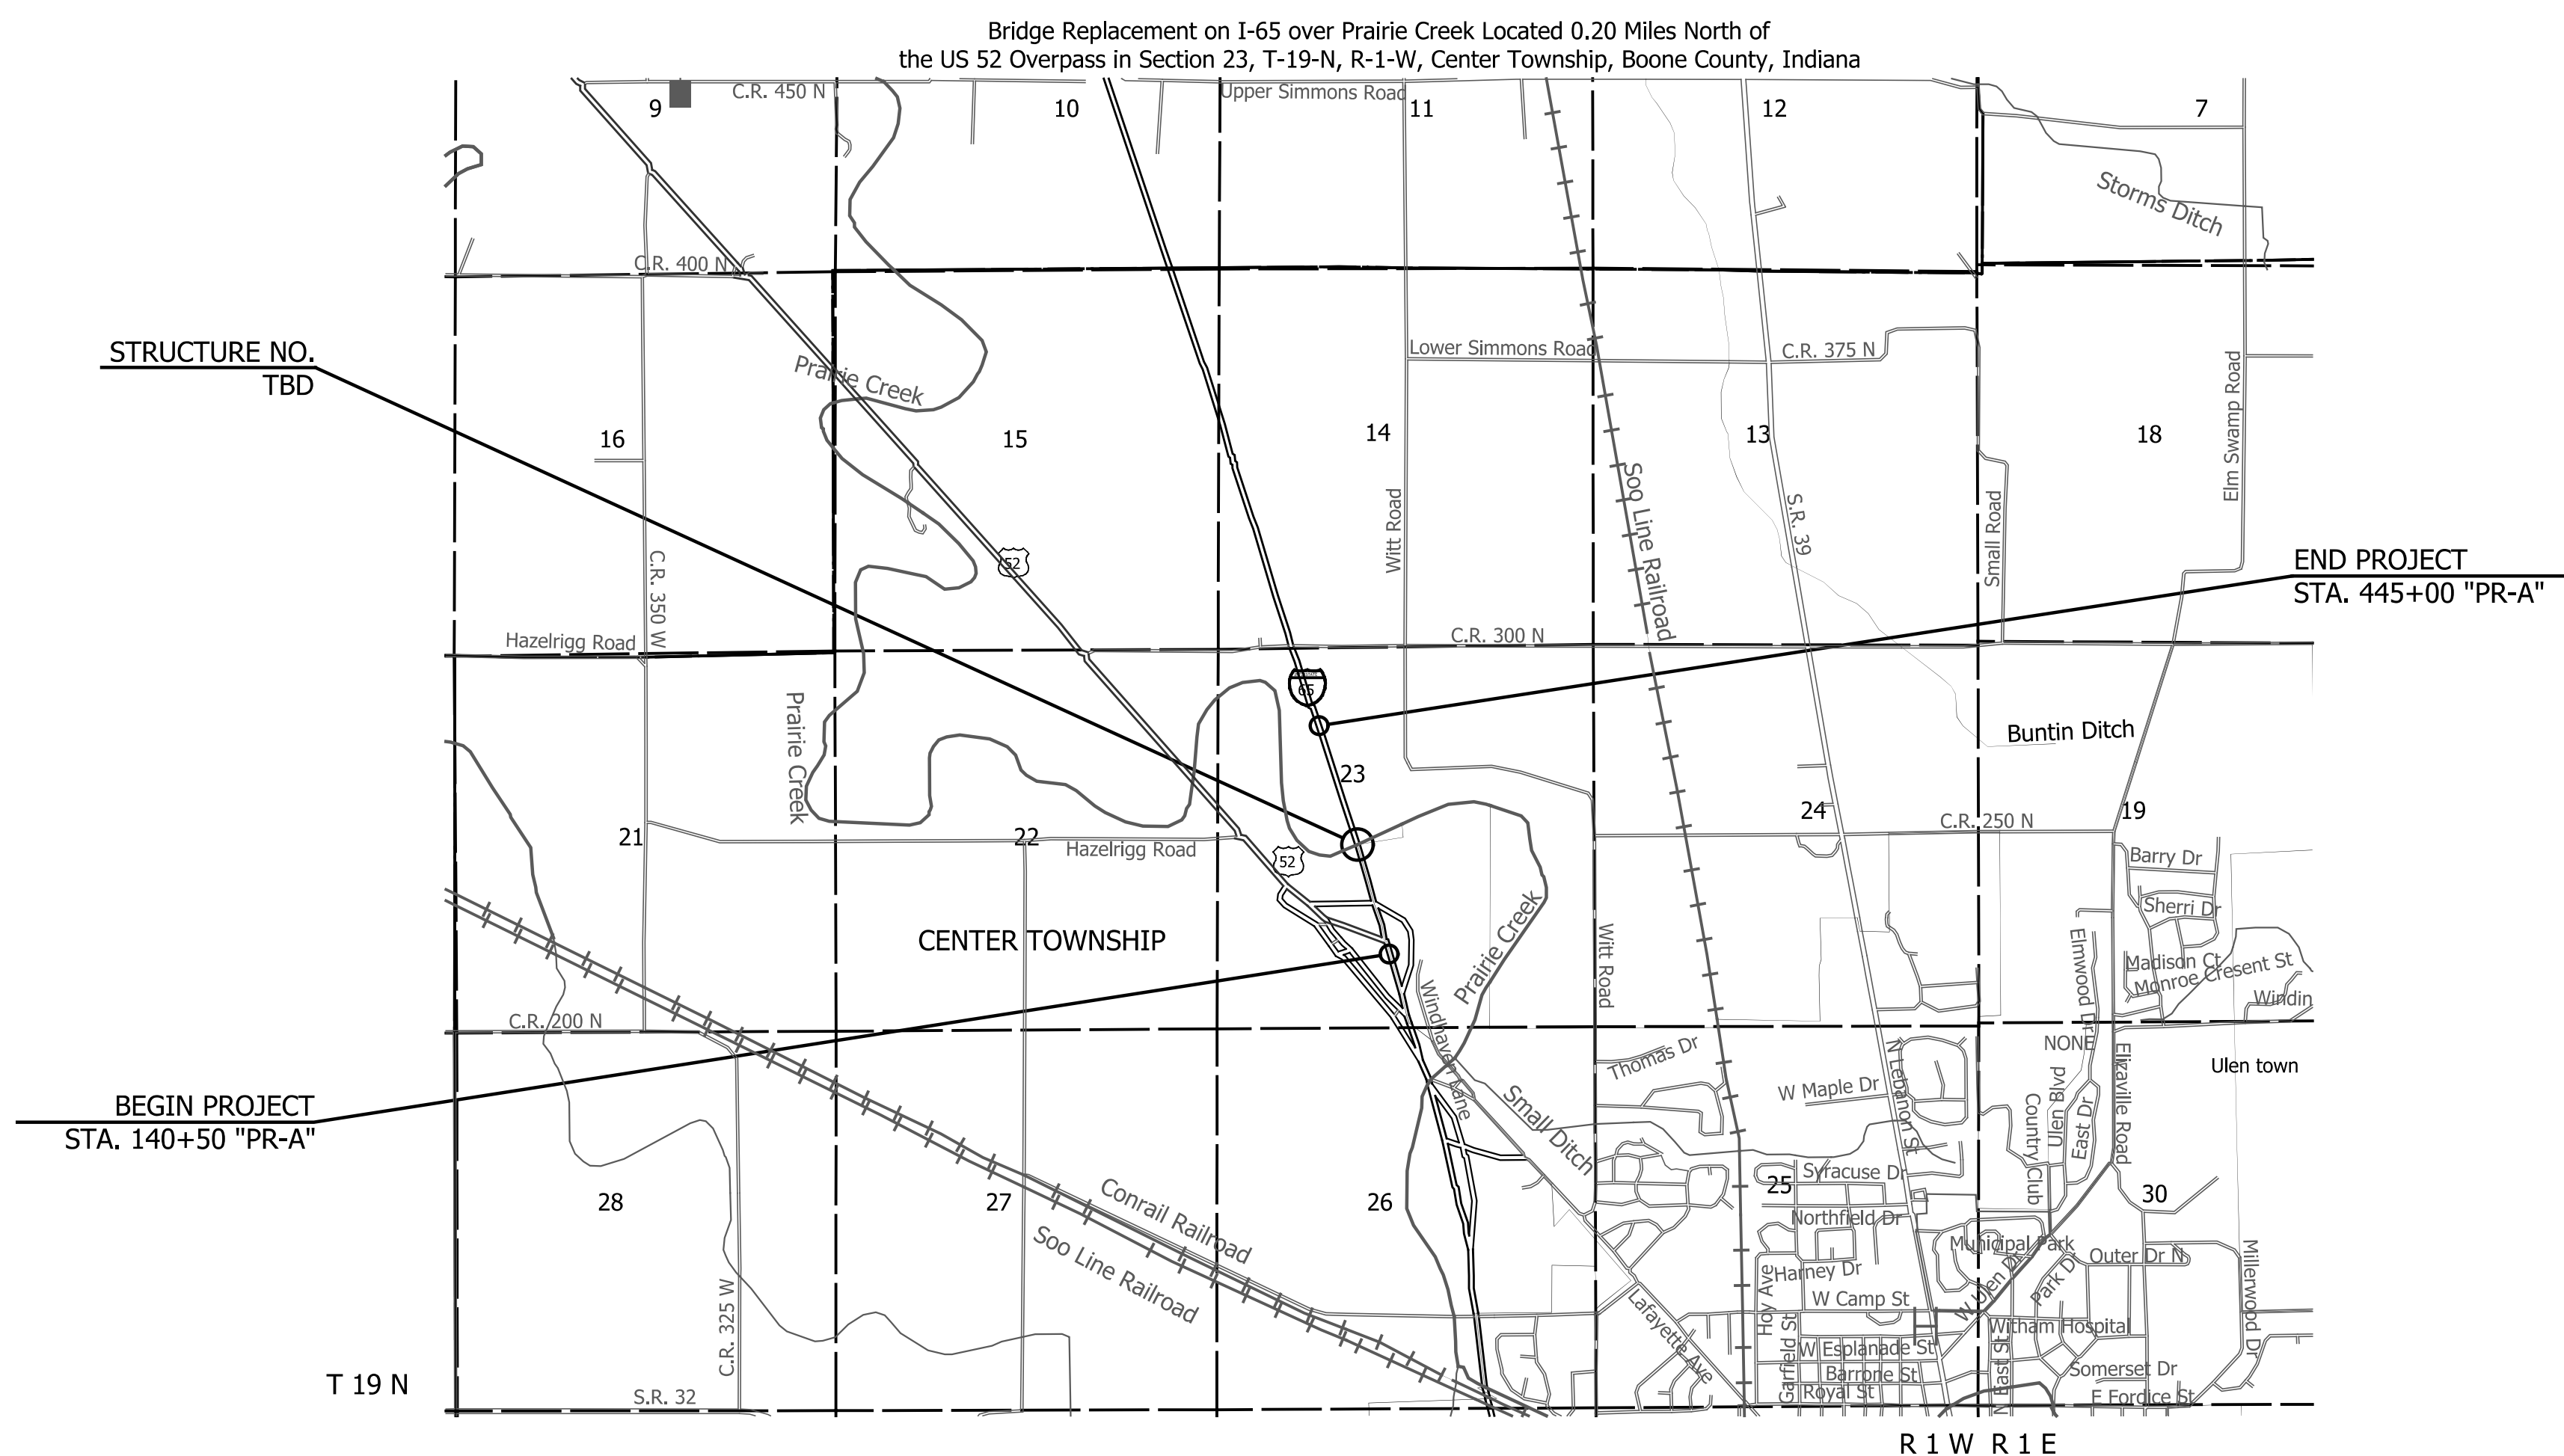 Bridge Replacement on I-65 over Prairie Creek Located 0.20 Miles North of
the US 52 Overpass in Section 23, T-19-N, R-1-W, Center Township, Boone County, Indiana
C.R. 450 N
Upper Simmons Road
9
10
11
12
7
Storms Ditch
C.R. 400 N
STRUCTURE NO.
TBD
Prairie Creek
Lower Simmons Road
C.R. 375 N
16
15
14
13
18
Elm Swamp Road
Witt Road
Soo Line Railroad
S.R. 39
Small Road
52
C.R. 350 W
END PROJECT
STA. 445+00 "PR-A"
Hazelrigg Road
C.R. 300 N
65
Prairie Creek
Buntin Ditch
23
21
22
24
19
C.R. 250 N
Hazelrigg Road
52
Barry Dr
Sherri Dr
CENTER TOWNSHIP
Prairie Creek
Witt Road
Elmwood Dr
Madison Ct
Monroe Cresent St
Windin
Windhaven Lane
C.R. 200 N
NONE
Ulen town
Thomas Dr
N Lebanon St
W Maple Dr
Country Club
Ulen Blvd
East Dr
Elizaville Road
BEGIN PROJECT
STA. 140+50 "PR-A"
Small Ditch
28
27
26
25
30
Syracuse Dr
Northfield Dr
Conrail Railroad
Soo Line Railroad
Municipal Park
Outer Dr N
Harney Dr
Hoy Ave
W Ulen Dr
Park D
Millerwood Dr
C.R. 325 W
Lafayette Ave
W Camp St
Witham Hospital
Garfield St
W Esplanade St
N East St
Barrone St
Somerset Dr
Royal St
E Fordice St
T 19 N
S.R. 32
R 1 W R 1 E